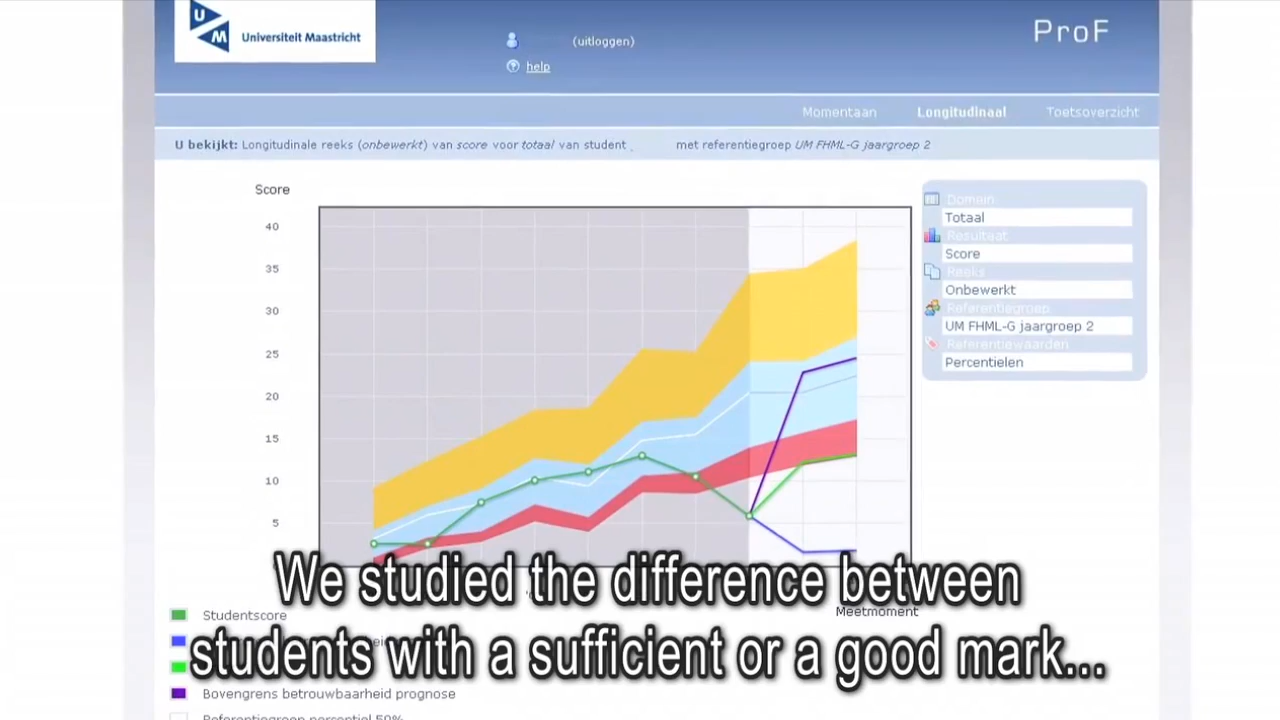 U
M
Universiteit Maastricht
(uitloggen)
help
ProF
Momentaan Longitudinaal Toetsoverzicht
U bekijkt: Longitudinale reeks (onbewerkt) van score voor totaal van student met referentiegroep UM FHML-G jaargroep 2
Score
40
35
30
25
20
15
10
5
Meetmoment
Domein
Totaal
Resultaat
Score
Reeks
Onbewerkt
Referentiegroep
UM FHML-G jaargroep 2
Referentiewaarden
Percentielen
We studied the difference between
students with a sufficient or a good mark...
Studentscore
Bovengrens betrouwbaarheid prognose
Referentiegroep percentiel 50%